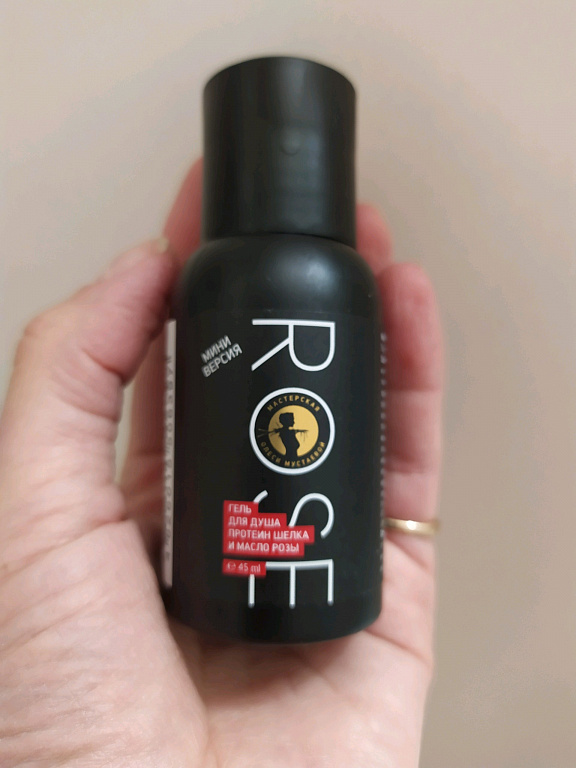 МИНИ
ВЕРСИЯ
ROSE
МАСТЕРСКАЯ
ОЛЕСИ МУСТАЕВОЙ
ГЕЛЬ
ДЛЯ ДУША
ПРОТЕИН ШЕЛКА
И МАСЛО РОЗЫ
℮ 45 ml